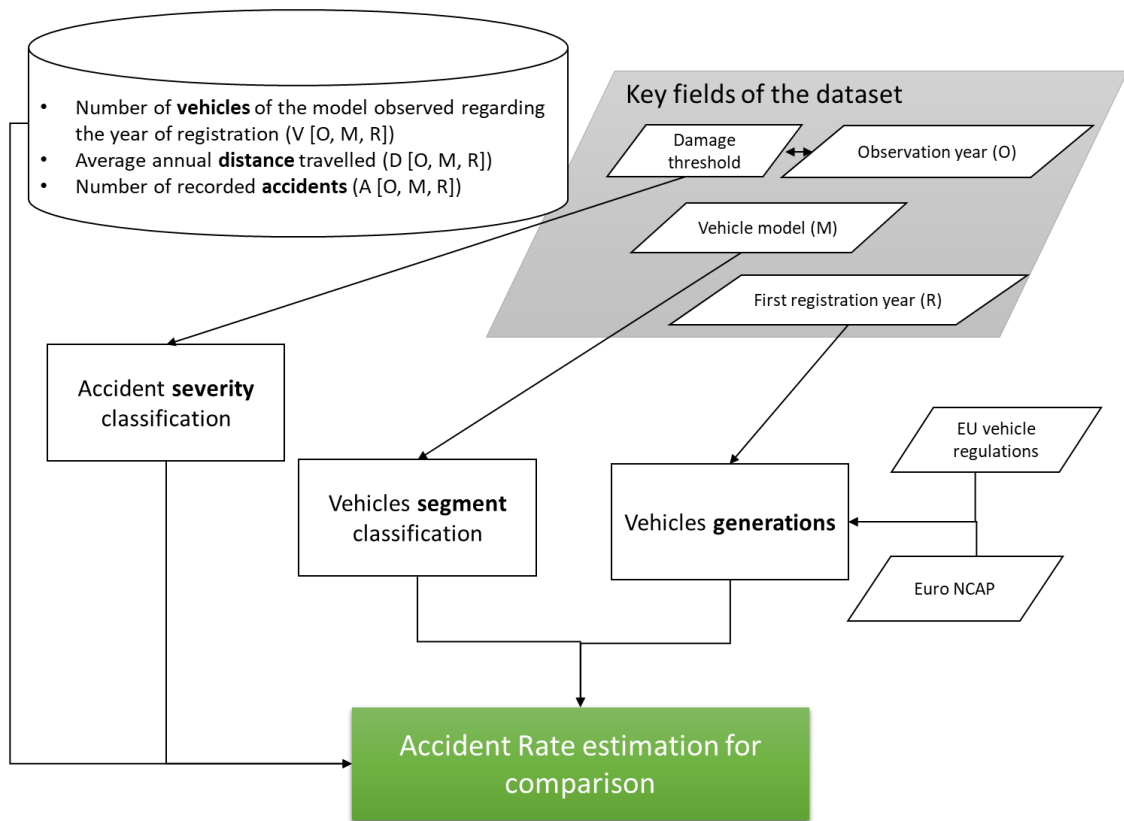 • Number of vehicles of the model observed regarding
the year of registration (V [O, M, R])
• Average annual distance travelled (D [O, M, R])
• Number of recorded accidents (A [O, M, R])
Key fields of the dataset
Damage
threshold
Observation year (O)
Vehicle model (M)
First registration year (R)
Accident severity
classification
Vehicles segment
classification
Vehicles generations
EU vehicle
regulations
Euro NCAP
Accident Rate estimation for
comparison